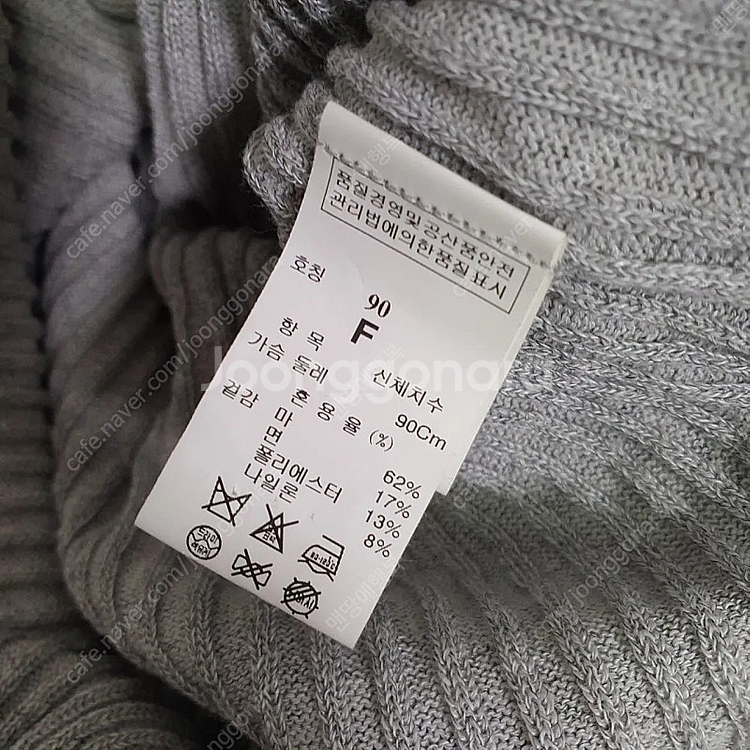 품질경영및공산품안전
관리법에의한품질표시
호칭
90
F
항 목 신체치수
가슴 둘레 90Cm
겉감 혼 용 율 (%)
마 62%
면 17%
폴리에스터 13%
나일론 8%
드라이
Joonggonara
cafe.naver.com/joonggonara